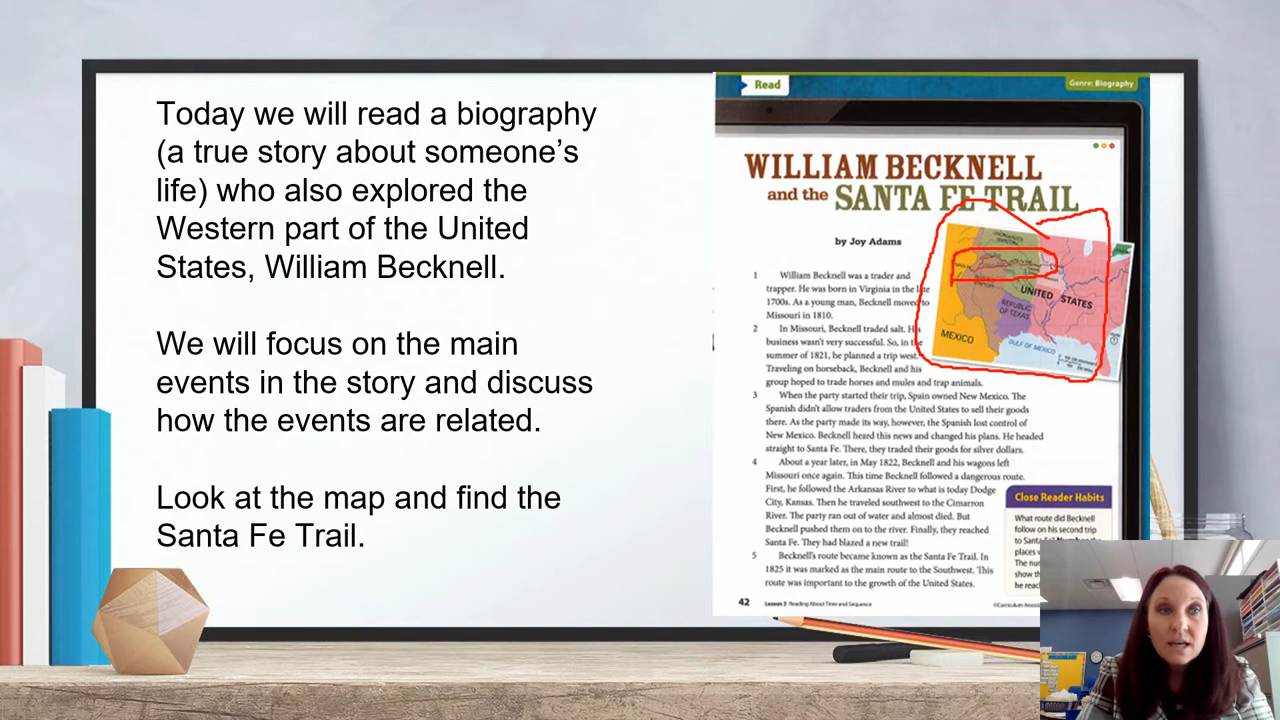 Today we will read a biography
(a true story about someone's
life) who also explored the
Western part of the United
States, William Becknell.
We will focus on the main
events in the story and discuss
how the events are related.
Look at the map and find the
Santa Fe Trail.
Read
Genre: Biography
WILLIAM BECKNELL
and the SANTA FE TRAIL
by Joy Adams
UNITED STATES
REPUBLIC
OF TEXAS
MEXICO
GULF OF MEXICO
1 William Becknell was a trader and
trapper. He was born in Virginia in the late
1700s. As a young man, Becknell moved to
Missouri in 1810.
2 In Missouri, Becknell traded salt. His
business wasn't very successful. So, in the
summer of 1821, he planned a trip west.
Traveling on horseback, Becknell and his
group hoped to trade horses and mules and trap animals.
3 When the party started their trip, Spain owned New Mexico. The
Spanish didn't allow traders from the United States to sell their goods
there. As the party made its way, however, the Spanish lost control of
New Mexico. Becknell heard this news and changed his plans. He headed
straight to Santa Fe. There, they traded their goods for silver dollars.
4 About a year later, in May 1822, Becknell and his wagons left
Missouri once again. This time Becknell followed a dangerous route.
First, he followed the Arkansas River to what is today Dodge
City, Kansas. Then he traveled southwest to the Cimarron
River. The party ran out of water and almost died. But
Becknell pushed them on to the river. Finally, they reached
Santa Fe. They had blazed a new trail!
5 Becknell's route became known as the Santa Fe Trail. In
1825 it was marked as the main route to the Southwest. This
route was important to the growth of the United States.
Close Reader Habits
What route did Becknell
follow on his second trip
to Santa Fe?
places
The
show th
he
42 Lesson 3 Reading About Time and Sequence
©Curriculum